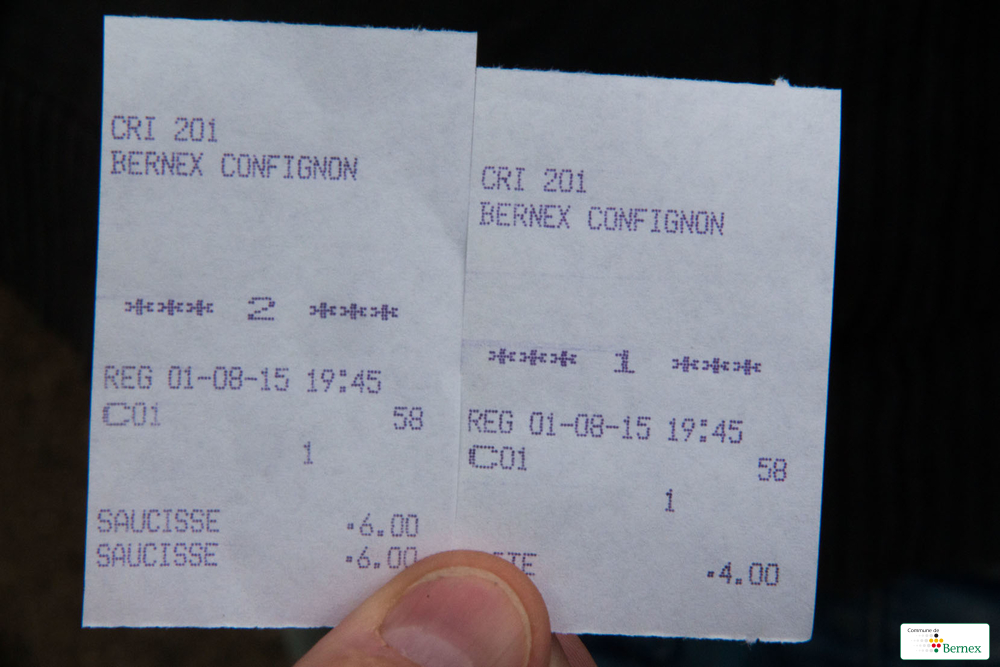 CRI 201
BERNEX CONFIGNON
*** 2 ***
REG 01-08-15 19:45
C01 58
1
SAUCISSE ·6.00
SAUCISSE ·6.00
CRI 201
BERNEX CONFIGNON
*** 1 ***
REG 01-08-15 19:45
C01 58
1
·4.00
Commune de
Bernex